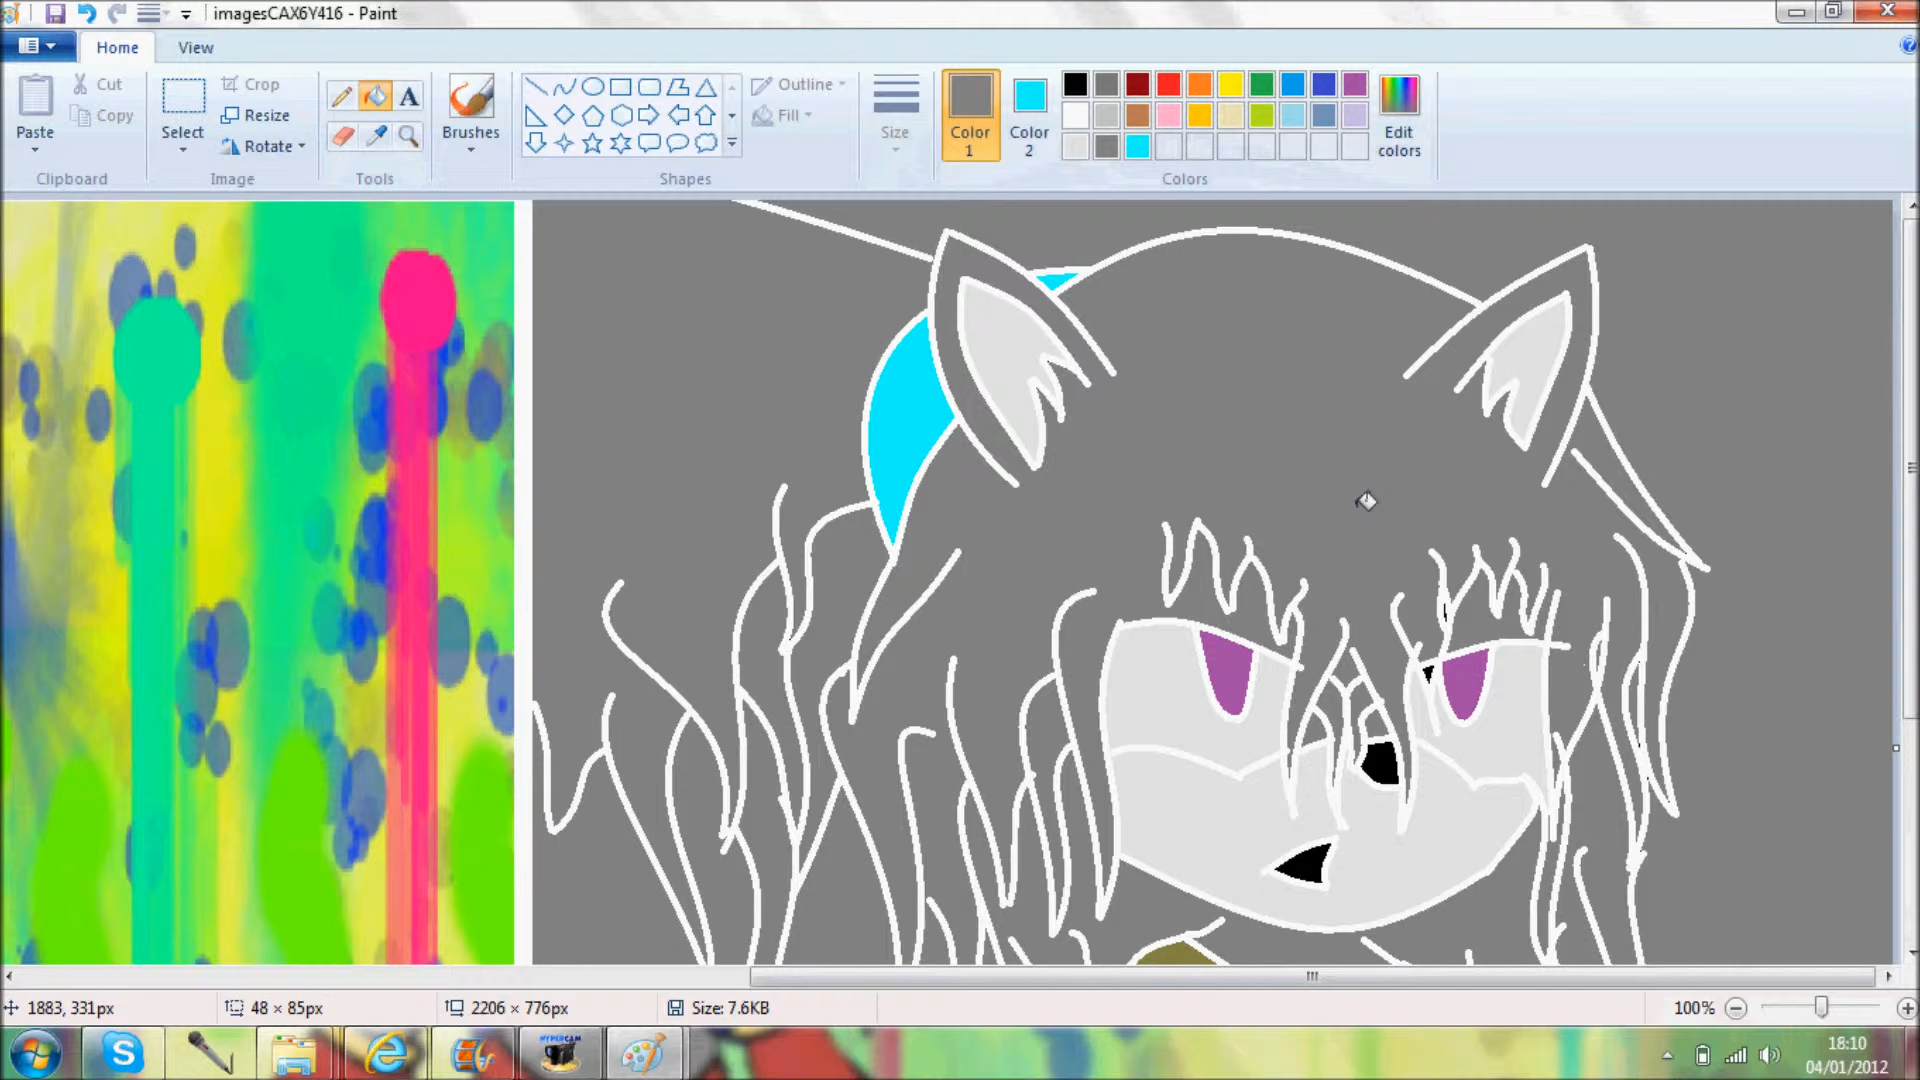 imagesCAX6Y416 - Paint
Home
View
Paste
Cut
Copy
Clipboard
Select
Crop
Resize
Rotate
Image
A
Tools
Brushes
Outline
Fill
Shapes
Size
Color 1
Color 2
Edit colors
Colors
1883, 331px
48 × 85px
2206 × 776px
Size: 7.6KB
100%
HYPERCAM
18:10
04/01/2012